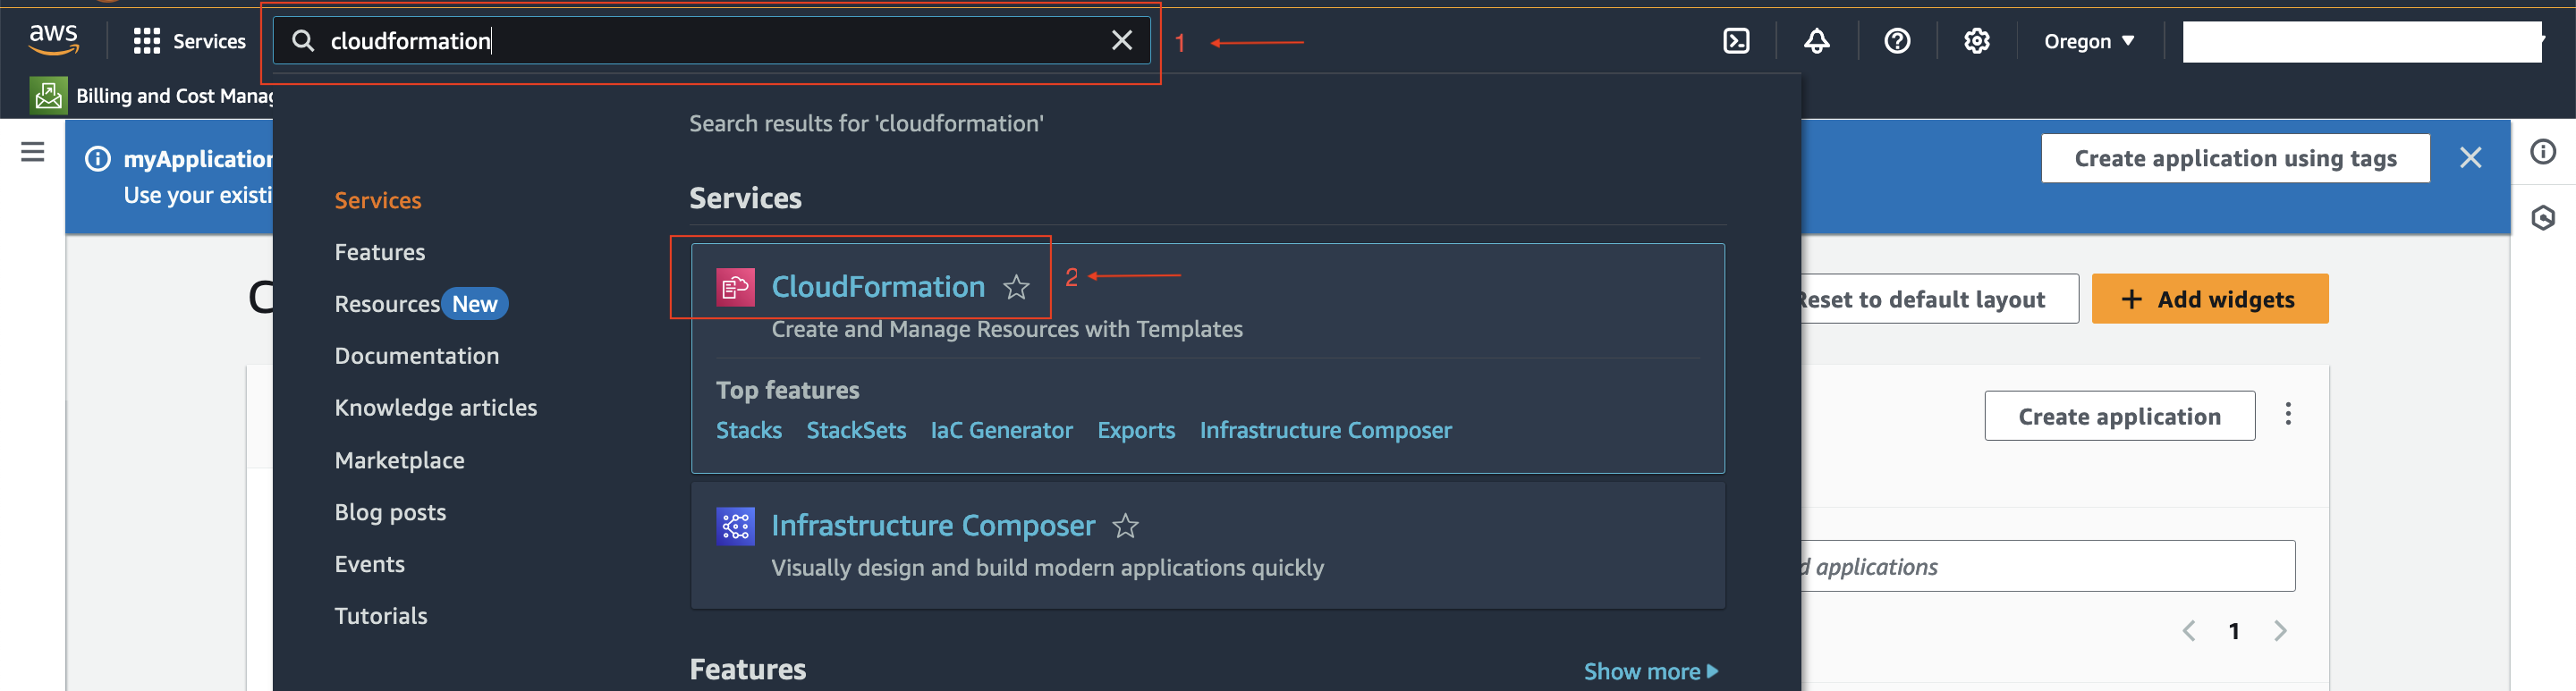 aws
Services
cloudformation
1
Oregon
Billing and Cost Manag
Search results for 'cloudformation'
myApplication
Use your existi
Create application using tags
Services
Features
Resources New
Documentation
Knowledge articles
Marketplace
Blog posts
Events
Tutorials
Services
CloudFormation
2
Create and Manage Resources with Templates
Top features
Stacks StackSets IaC Generator Exports Infrastructure Composer
Infrastructure Composer
Visually design and build modern applications quickly
Features
Show more
C
Reset to default layout
+ Add widgets
Create application
d applications
1